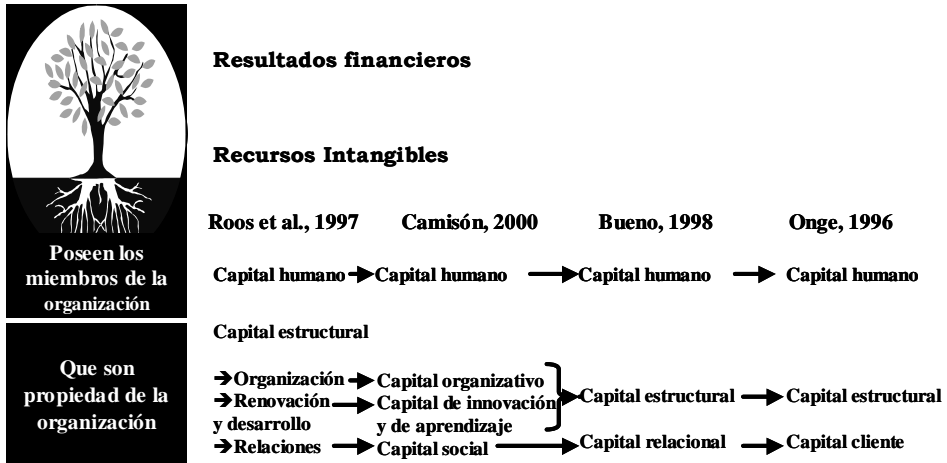 Resultados financieros
Recursos Intangibles
Roos et al., 1997 Camisón, 2000 Bueno, 1998 Onge, 1996
Poseen los
miembros de la
organización
Capital humano Capital humano Capital humano Capital humano
Capital estructural
Que son
propiedad de la
organización
➔Organización Capital organizativo
➔Renovación
y desarrollo
Capital de innovación
y de aprendizaje
Capital estructural Capital estructural
➔Relaciones Capital social Capital relacional Capital cliente